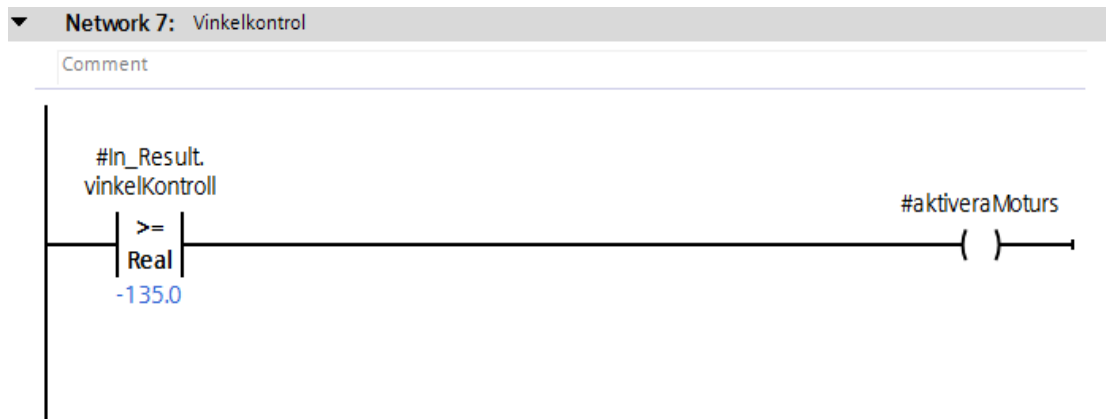 Network 7: Vinkelkontrol
Comment
#In_Result.
vinkelKontroll
>=
Real
-135.0
#aktiveraMoturs
( )